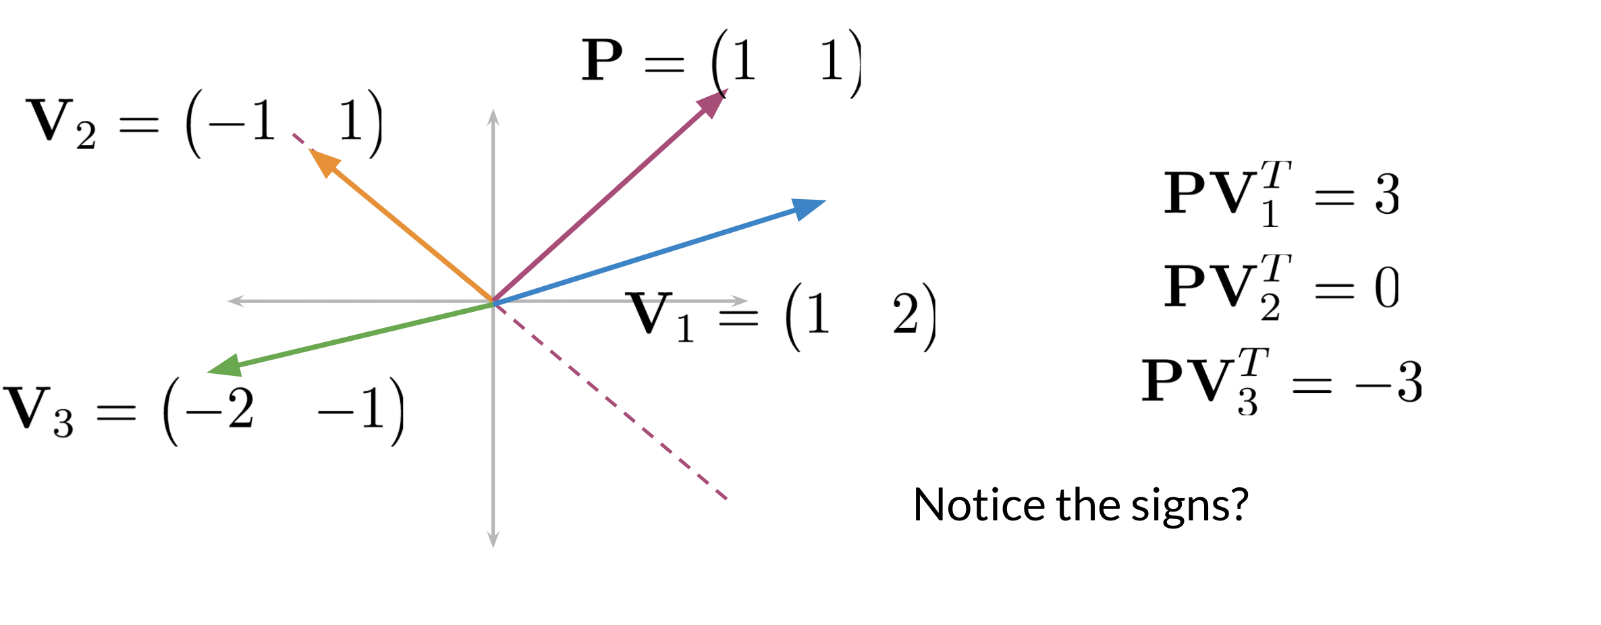 P = (1 1)
V₂ = (−1 1)
V₁ = (1 2)
V₃ = (−2 −1)
PV₁ᵀ = 3
PV₂ᵀ = 0
PV₃ᵀ = −3
Notice the signs?